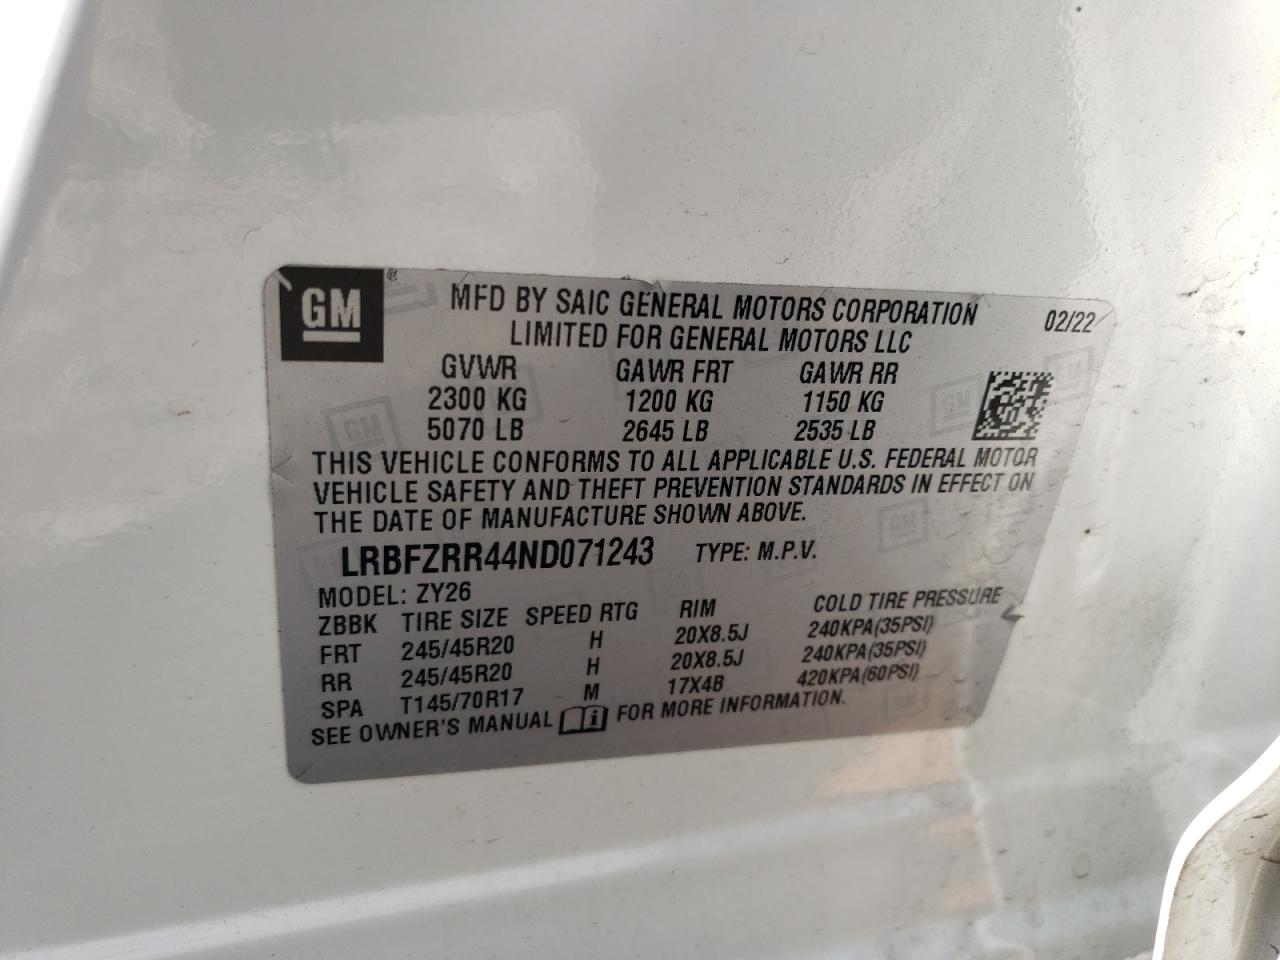 GM ®
MFD BY SAIC GENERAL MOTORS CORPORATION 02/22
LIMITED FOR GENERAL MOTORS LLC
GVWR GAWR FRT GAWR RR
2300 KG 1200 KG 1150 KG
5070 LB 2645 LB 2535 LB
THIS VEHICLE CONFORMS TO ALL APPLICABLE U.S. FEDERAL MOTOR
VEHICLE SAFETY AND THEFT PREVENTION STANDARDS IN EFFECT ON
THE DATE OF MANUFACTURE SHOWN ABOVE.
LRBFZRR44ND071243 TYPE: M.P.V.
MODEL: ZY26
ZBBK TIRE SIZE SPEED RTG RIM COLD TIRE PRESSURE
FRT 245/45R20 H 20X8.5J 240KPA(35PSI)
RR 245/45R20 H 20X8.5J 240KPA(35PSI)
SPA T145/70R17 M 17X4B 420KPA(60PSI)
SEE OWNER'S MANUAL i FOR MORE INFORMATION.